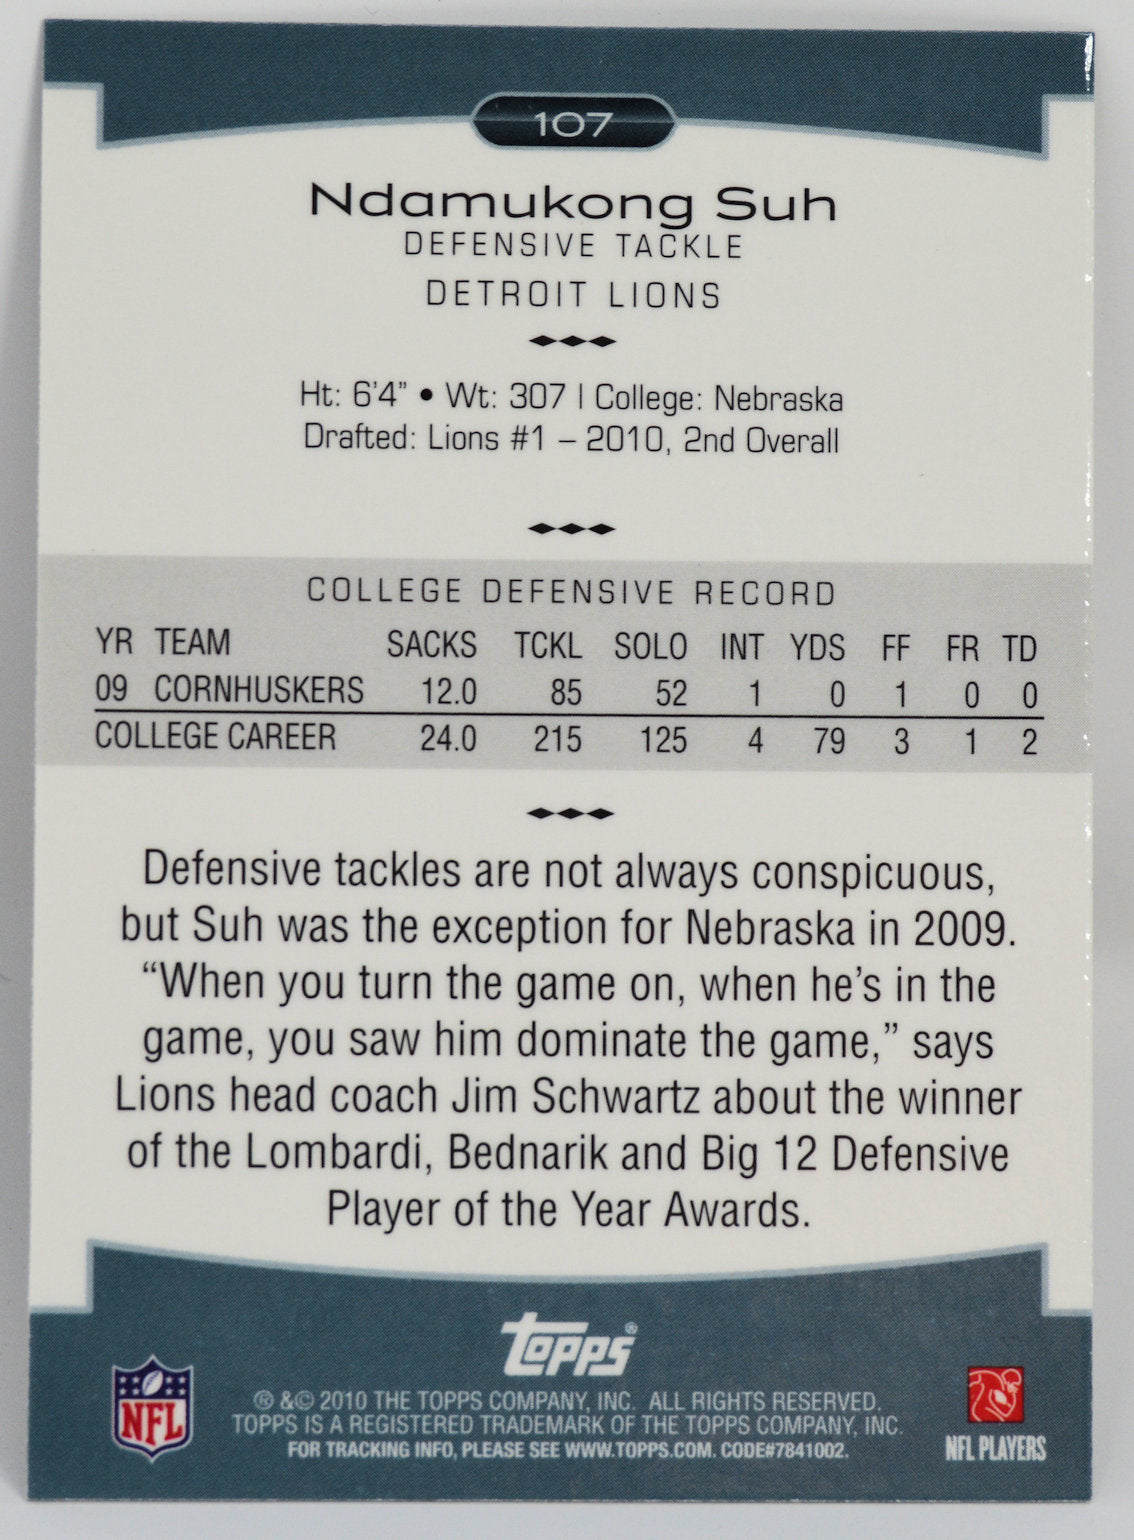 107
Ndamukong Suh
DEFENSIVE TACKLE
DETROIT LIONS
Ht: 6'4" • Wt: 307 | College: Nebraska
Drafted: Lions #1 – 2010, 2nd Overall
COLLEGE DEFENSIVE RECORD
YR TEAM SACKS TCKL SOLO INT YDS FF FR TD
09 CORNHUSKERS 12.0 85 52 1 0 1 0 0
COLLEGE CAREER 24.0 215 125 4 79 3 1 2
Defensive tackles are not always conspicuous,
but Suh was the exception for Nebraska in 2009.
“When you turn the game on, when he’s in the
game, you saw him dominate the game,” says
Lions head coach Jim Schwartz about the winner
of the Lombardi, Bednarik and Big 12 Defensive
Player of the Year Awards.
topps®
® &© 2010 THE TOPPS COMPANY, INC. ALL RIGHTS RESERVED.
TOPPS IS A REGISTERED TRADEMARK OF THE TOPPS COMPANY, INC.
FOR TRACKING INFO, PLEASE SEE WWW.TOPPS.COM. CODE#7841002.
NFL
NFL PLAYERS